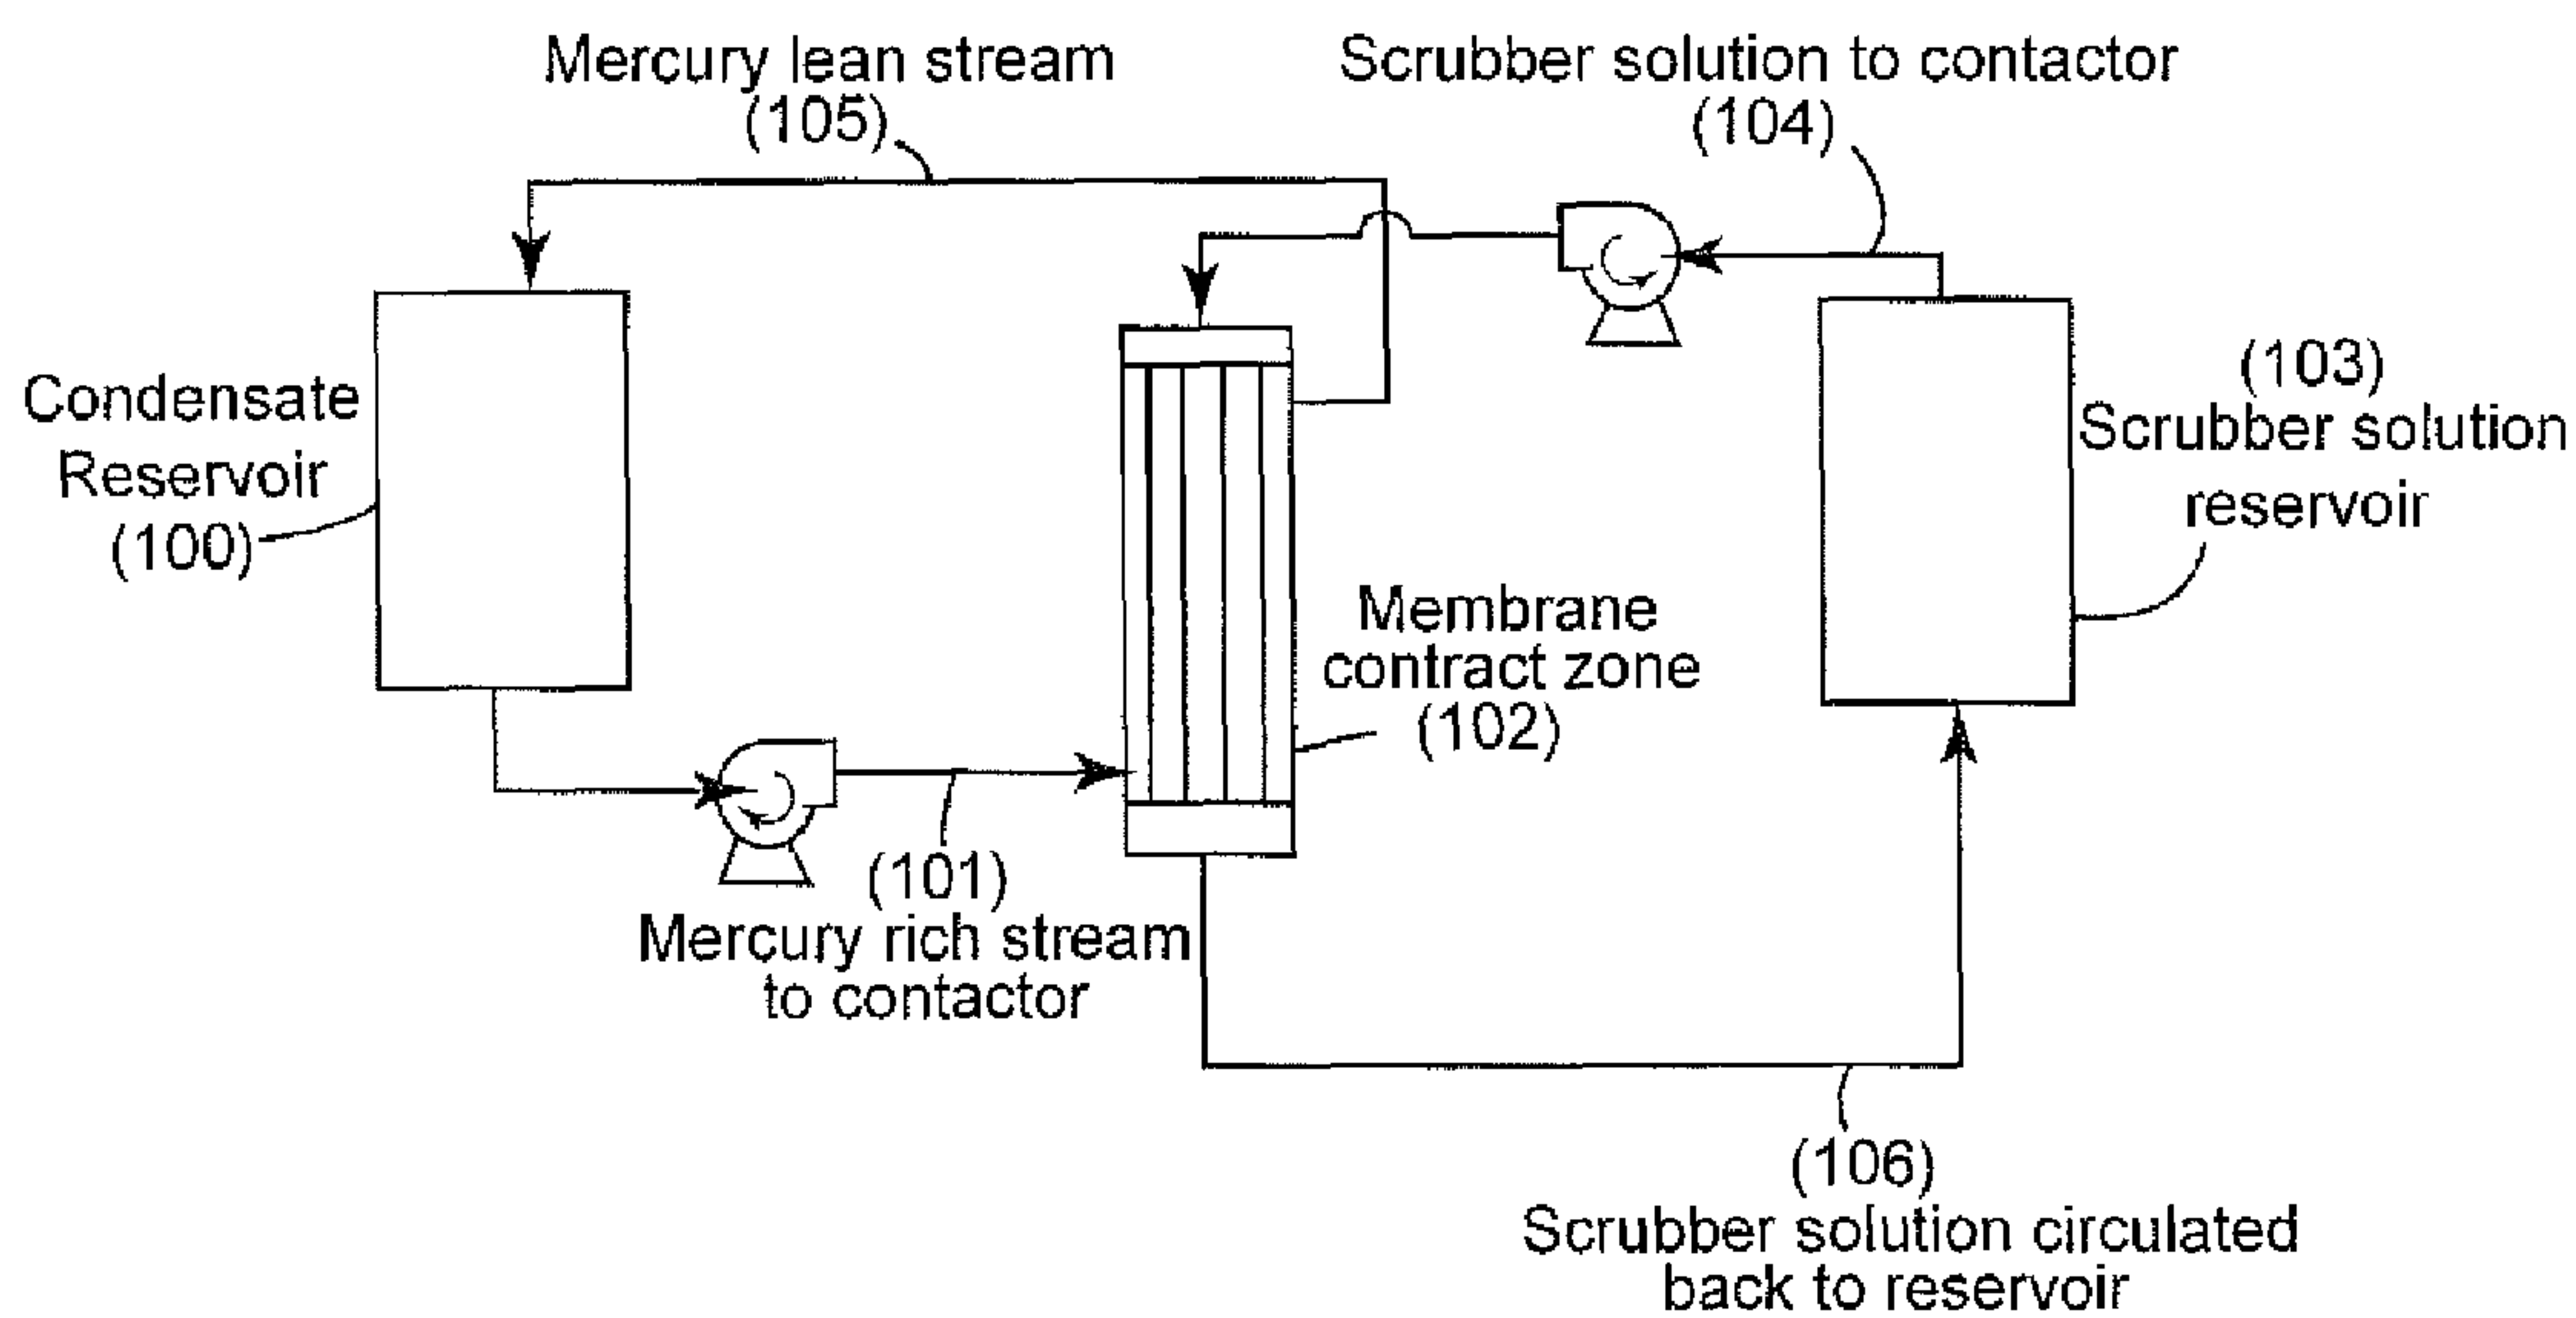 Mercury lean stream
(105)
Scrubber solution to contactor
(104)
Condensate
Reservoir
(100)
(103)
Scrubber solution
reservoir
Membrane
contract zone
(102)
(101)
Mercury rich stream
to contactor
(106)
Scrubber solution circulated
back to reservoir